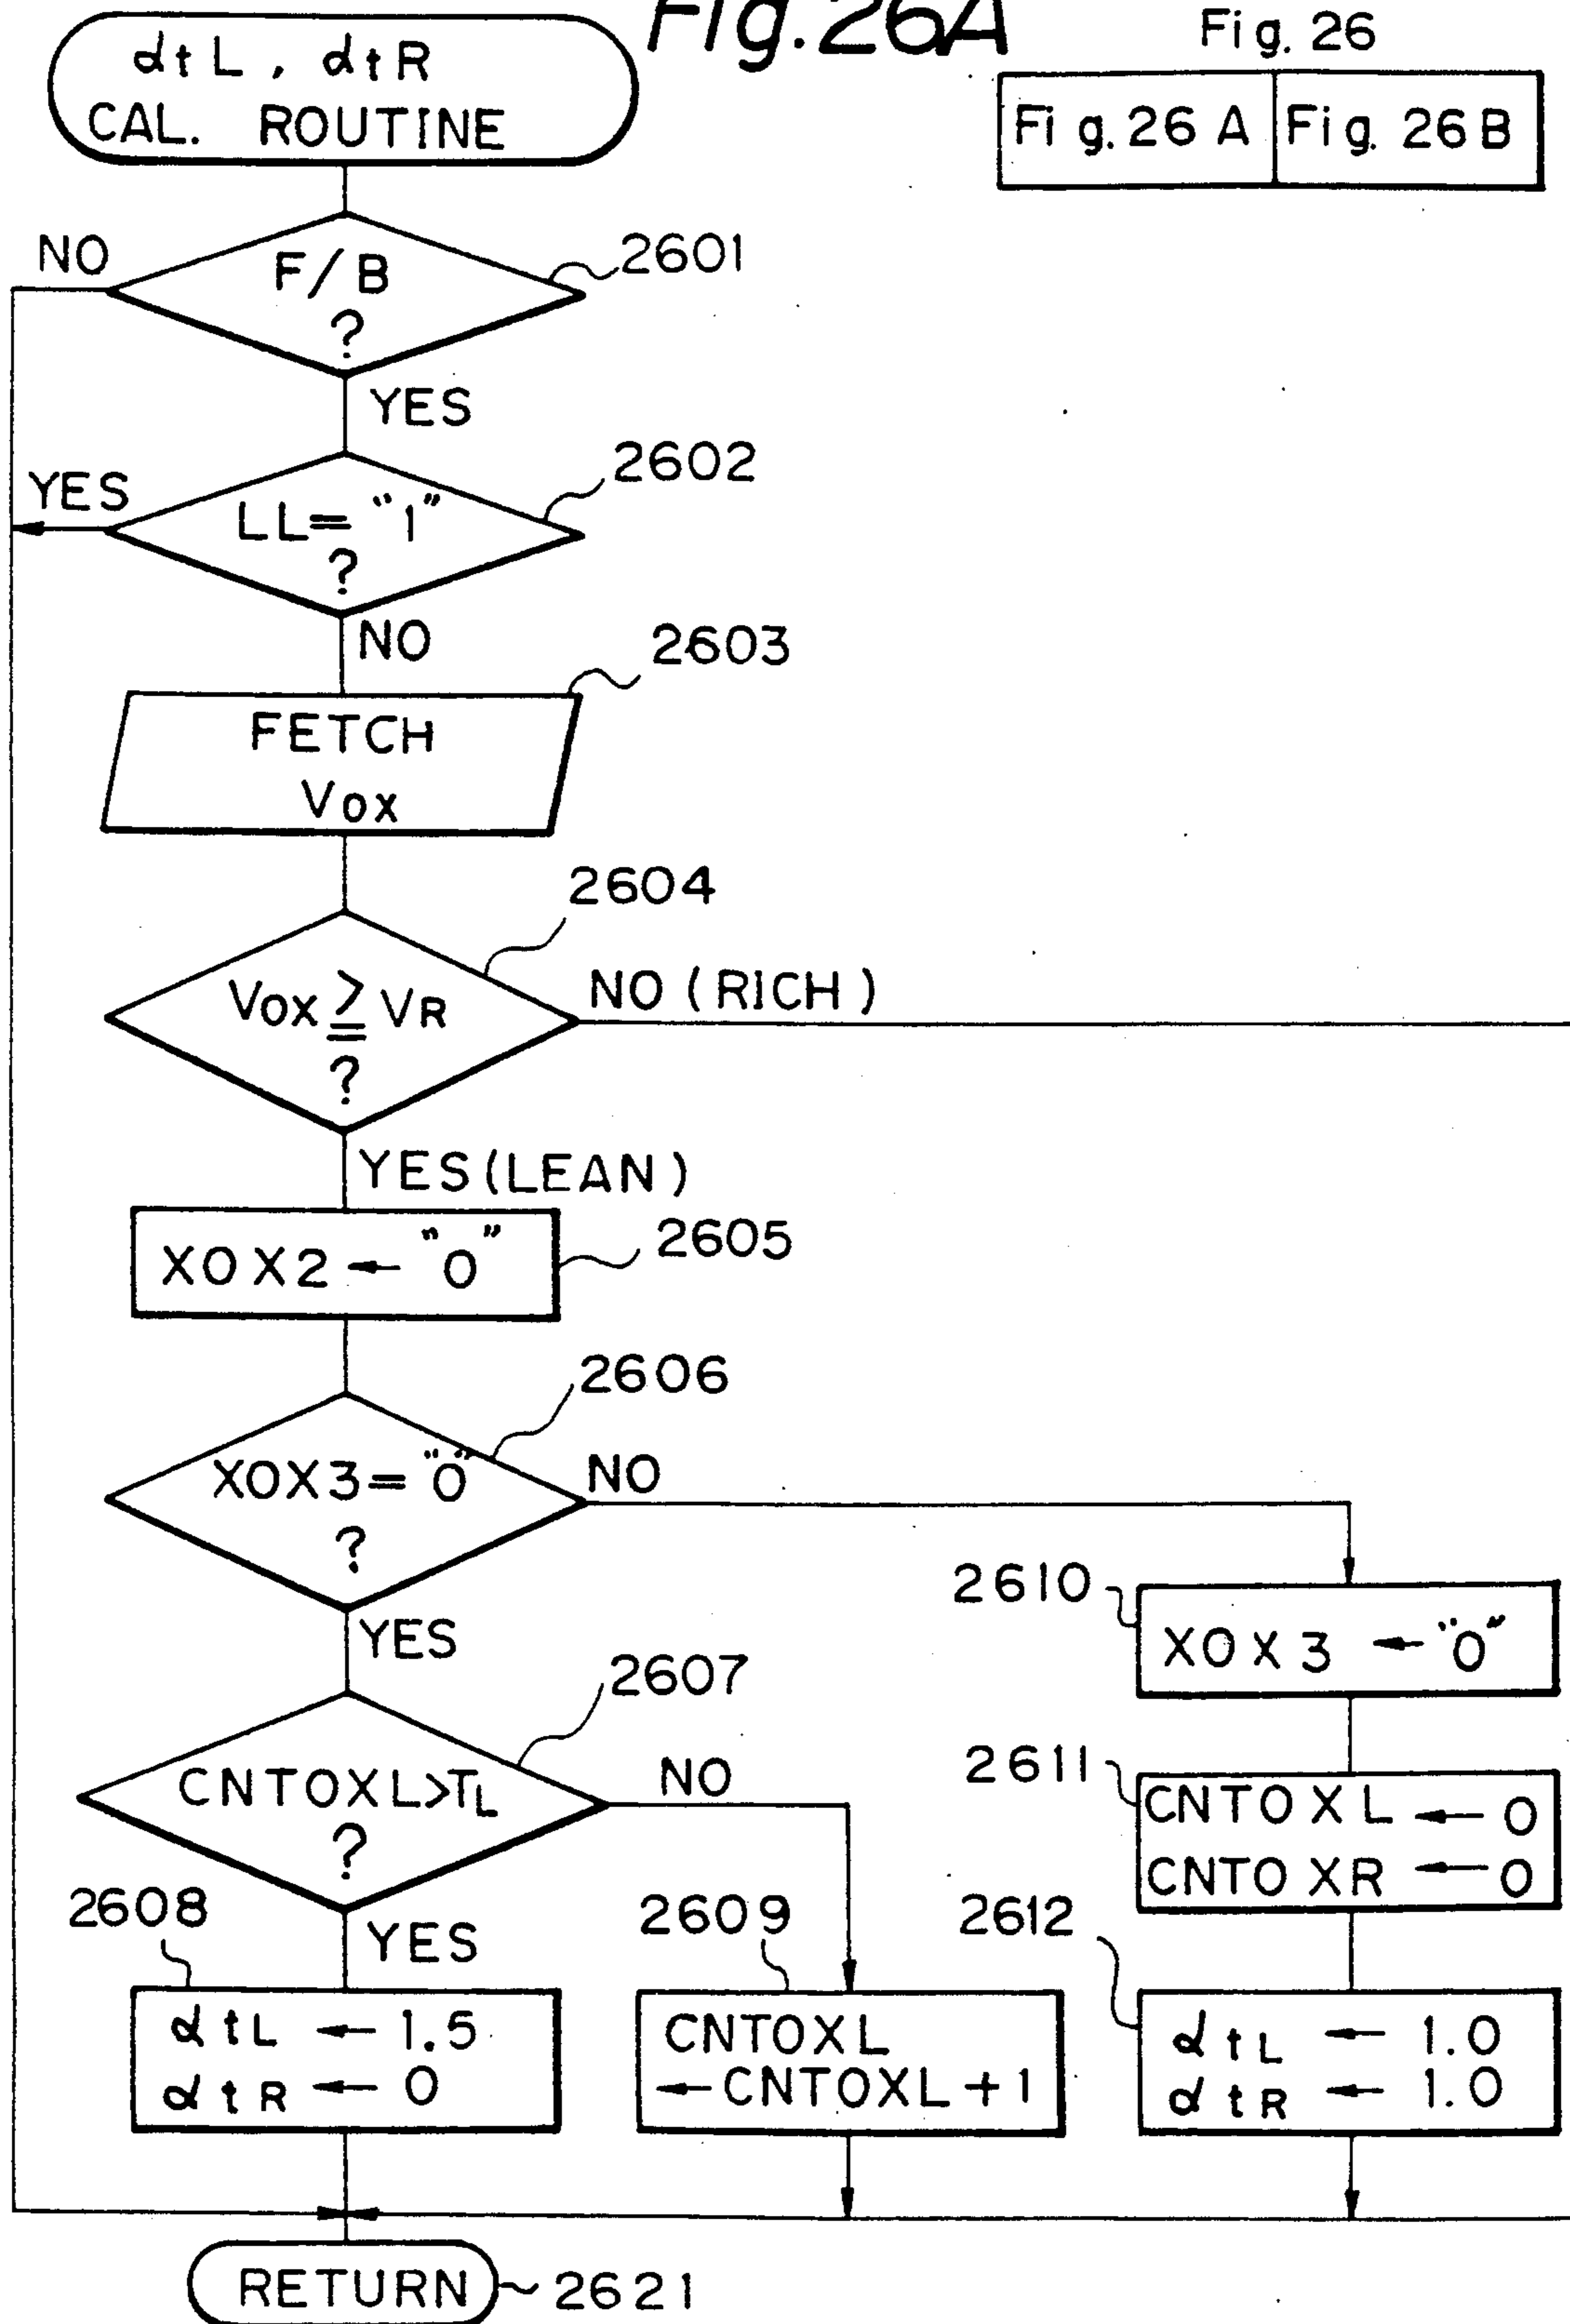 Fig. 26A
Fig. 26
Fig. 26 A
Fig. 26 B
αtL, αtR
CAL. ROUTINE
NO
F/B
?
2601
YES
2602
YES
LL= "1"
?
NO
2603
FETCH
Vox
2604
Vox ≧ VR
?
NO (RICH)
YES (LEAN)
XOX2 ← "0"
2605
2606
XOX3= "0"
?
NO
YES
2610
XOX3 ← "0"
2607
CNTOXL>TL
?
NO
2611
CNTOXL ← 0
CNTOXR ← 0
2608
YES
2609
2612
αtL ← 1.5
αtR ← 0
CNTOXL
← CNTOXL + 1
αtL ← 1.0
αtR ← 1.0
RETURN
2621